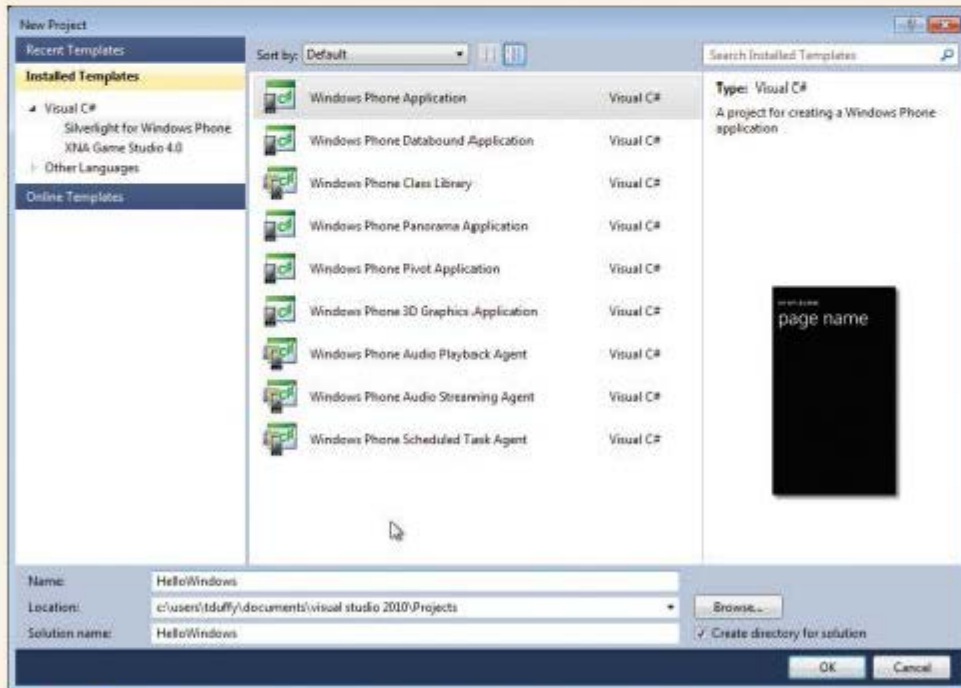 New Project
Recent Templates
Installed Templates
Visual C#
Silverlight for Windows Phone
XNA Game Studio 4.0
Other Languages
Online Templates
Sort by: Default
Windows Phone Application Visual C#
Windows Phone Databound Application Visual C#
Windows Phone Class Library Visual C#
Windows Phone Panorama Application Visual C#
Windows Phone Pivot Application Visual C#
Windows Phone 3D Graphics Application Visual C#
Windows Phone Audio Playback Agent Visual C#
Windows Phone Audio Streaming Agent Visual C#
Windows Phone Scheduled Task Agent Visual C#
Search Installed Templates
Type: Visual C#
A project for creating a Windows Phone
application
page name
Name: HelloWindows
Location: c:\users\tduffy\documents\visual studio 2010\Projects
Browse...
Solution name: HelloWindows
Create directory for solution
OK Cancel